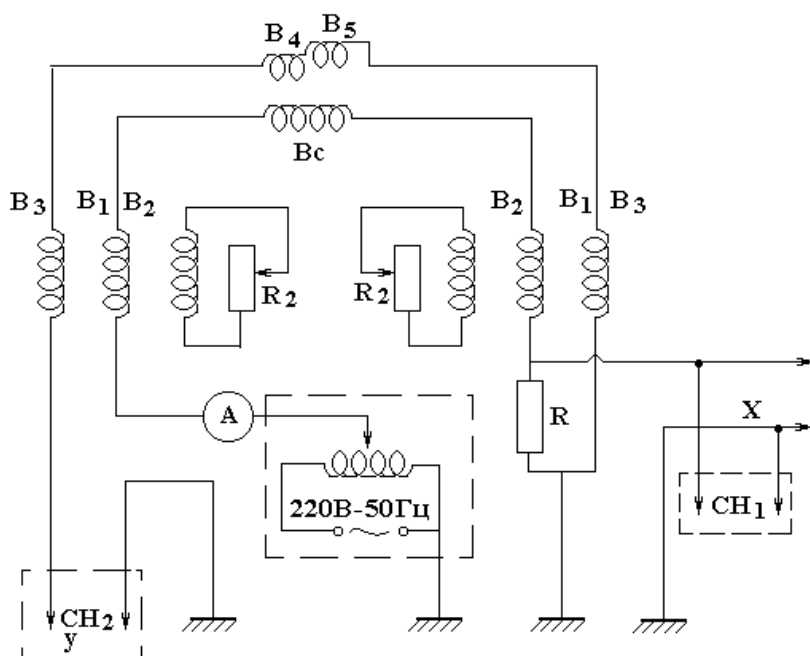 B4 B5
Bc
B3 B1 B2 B2 B1 B3
R2 R2
A R X
220В-50Гц CH1
CH2
y